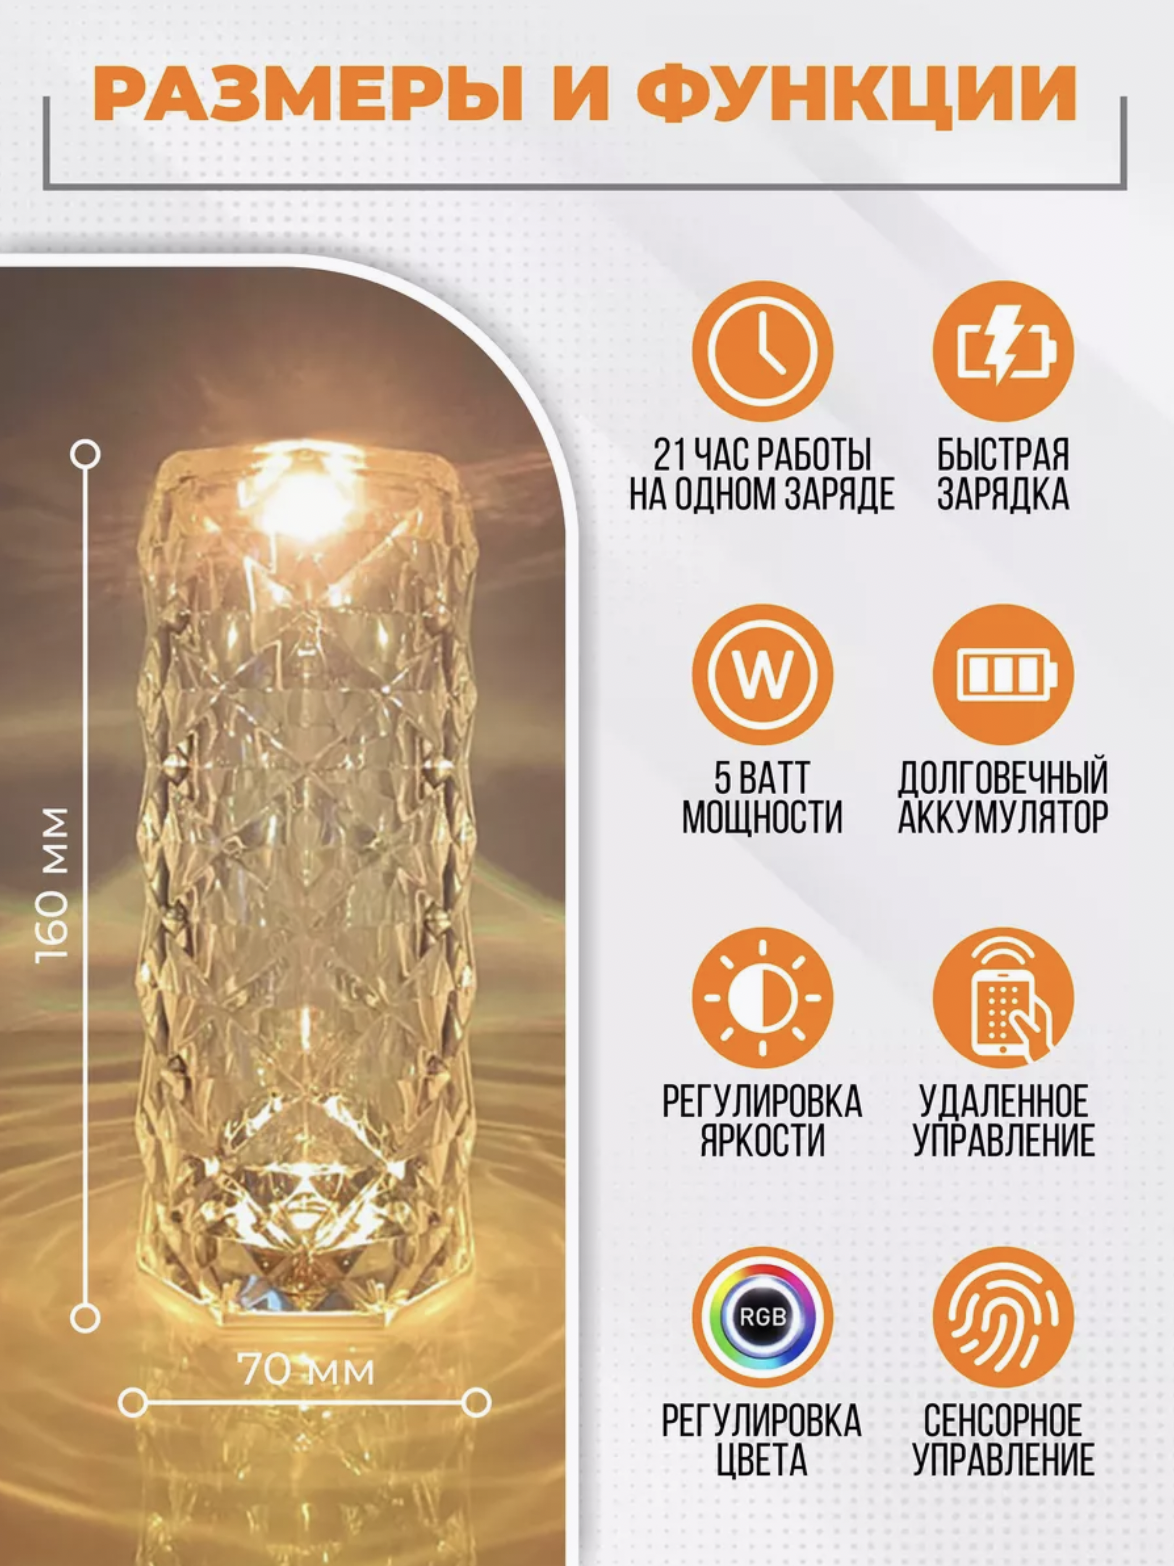 РАЗМЕРЫ И ФУНКЦИИ
21 ЧАС РАБОТЫ
НА ОДНОМ ЗАРЯДЕ
БЫСТРАЯ
ЗАРЯДКА
5 ВАТТ
МОЩНОСТИ
ДОЛГОВЕЧНЫЙ
АККУМУЛЯТОР
160 мм
РЕГУЛИРОВКА
ЯРКОСТИ
УДАЛЕННОЕ
УПРАВЛЕНИЕ
RGB
РЕГУЛИРОВКА
ЦВЕТА
СЕНСОРНОЕ
УПРАВЛЕНИЕ
70 мм
W